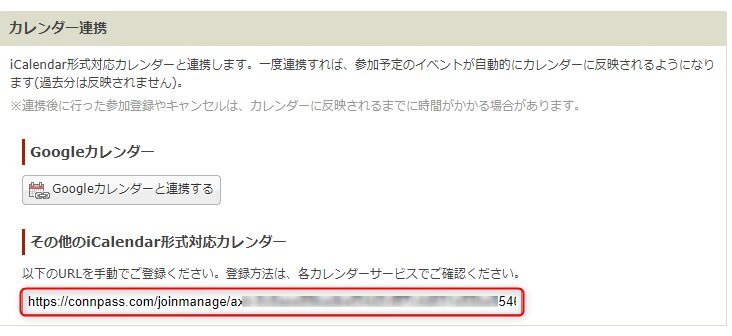 カレンダー連携
iCalendar形式対応カレンダーと連携します。一度連携すれば、参加予定のイベントが自動的にカレンダーに反映されるようになり
ます(過去分は反映されません)。
※連携後に行った参加登録やキャンセルは、カレンダーに反映されるまでに時間がかかる場合があります。
Googleカレンダー
Googleカレンダーと連携する
その他のiCalendar形式対応カレンダー
以下のURLを手動でご登録ください。登録方法は、各カレンダーサービスでご確認ください。
https://connpass.com/joinmanage/ax